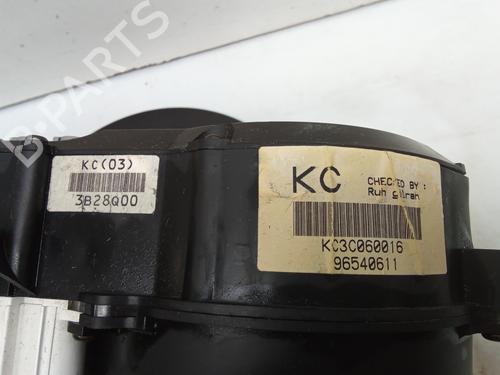 B-PARTS
KC(03)
3B28Q00
KC
CHECKED BY :
KC3C060016
96540611